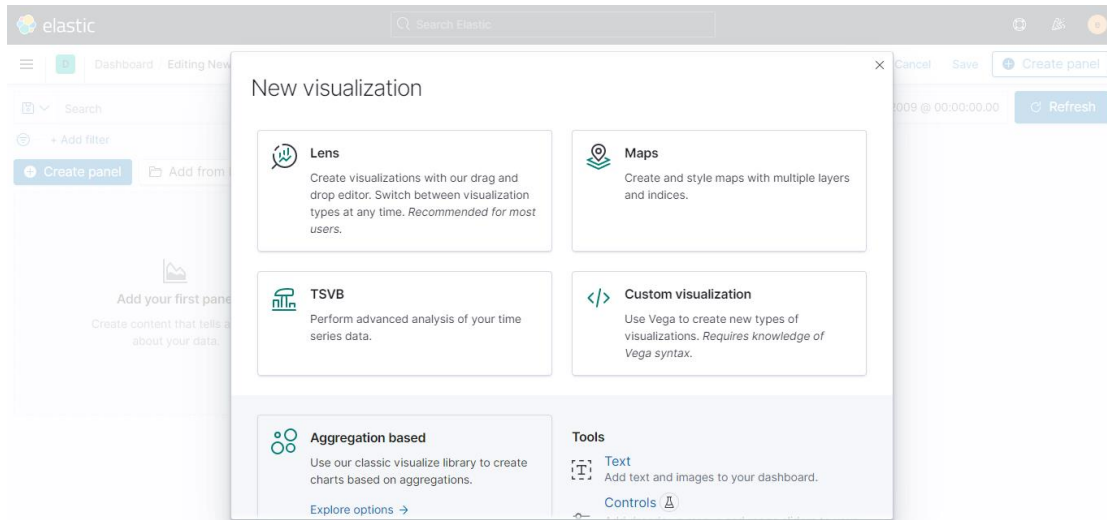 elastic
Search Elastic
D Dashboard Editing New
Cancel Save Create panel
Search
2009 @ 00:00:00.00 Refresh
+ Add filter
Create panel Add from
Add your first pane
Create content that tells a
about your data.
New visualization
Lens
Create visualizations with our drag and
drop editor. Switch between visualization
types at any time. Recommended for most
users.
Maps
Create and style maps with multiple layers
and indices.
TSVB
Perform advanced analysis of your time
series data.
Custom visualization
Use Vega to create new types of
visualizations. Requires knowledge of
Vega syntax.
Aggregation based
Use our classic visualize library to create
charts based on aggregations.
Explore options →
Tools
Text
Add text and images to your dashboard.
Controls